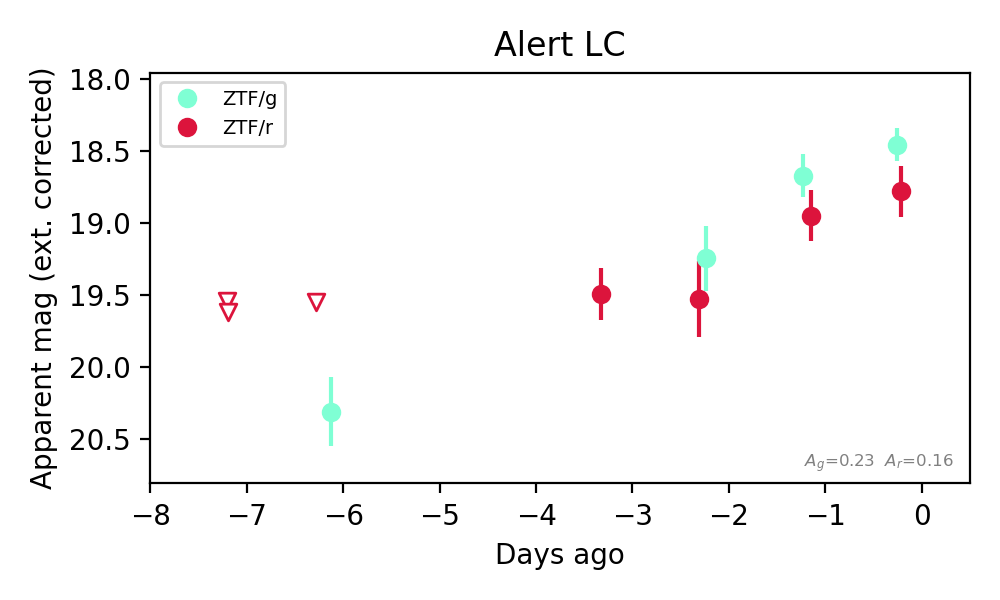 Alert LC
Apparent mag (ext. corrected)
18.0
18.5
19.0
19.5
20.0
20.5
ZTF/g
ZTF/r
A_g=0.23 A_r=0.16
−8 −7 −6 −5 −4 −3 −2 −1 0
Days ago